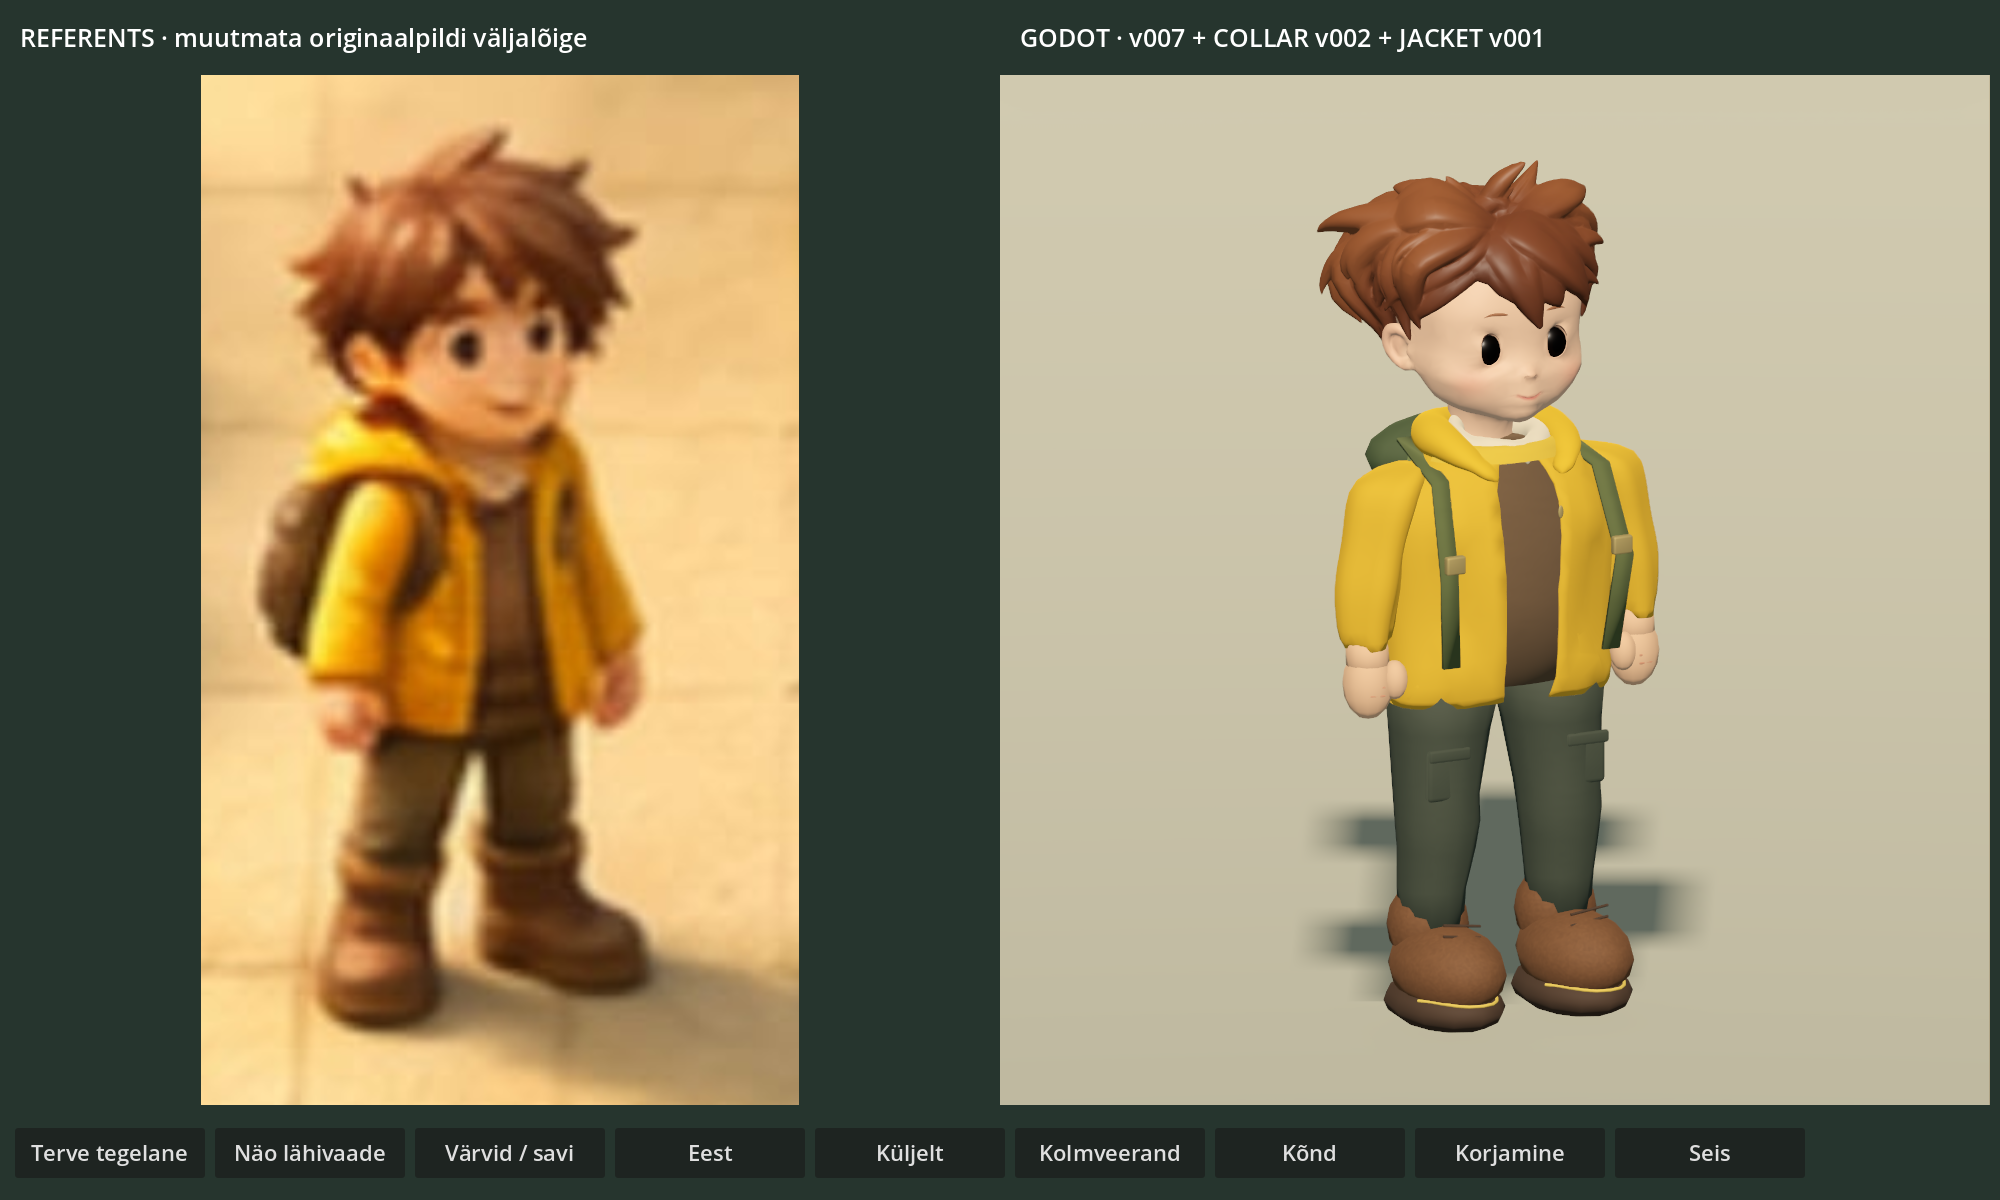 REFERENTS · muutmata originaalpildi väljalõige
GODOT · v007 + COLLAR v002 + JACKET v001
Terve tegelane
Näo lähivaade
Värvid / savi
Eest
Küljelt
Kolmveerand
Kõnd
Korjamine
Seis